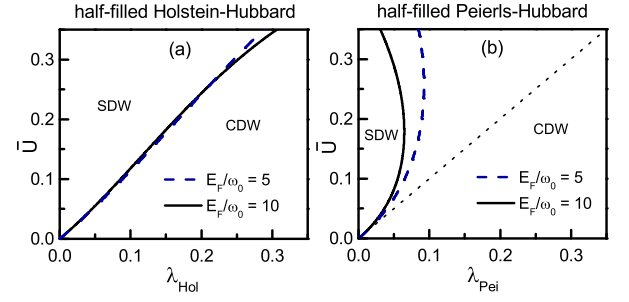 half-filled Holstein-Hubbard
(a)
SDW
CDW
E_F/ω_0 = 5
E_F/ω_0 = 10
Ū
0.0
0.1
0.2
0.3
0.0
0.1
0.2
0.3
λ_Hol
half-filled Peierls-Hubbard
(b)
SDW
CDW
E_F/ω_0 = 5
E_F/ω_0 = 10
Ū
0.0
0.1
0.2
0.3
0.0
0.1
0.2
0.3
λ_Pei